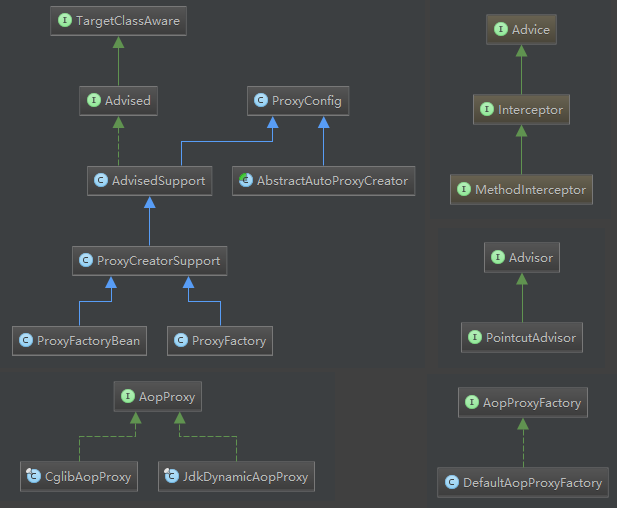 I TargetClassAware
I Advised
C ProxyConfig
C AdvisedSupport
C AbstractAutoProxyCreator
C ProxyCreatorSupport
C ProxyFactoryBean
C ProxyFactory
I Advice
I Interceptor
I MethodInterceptor
I Advisor
I PointcutAdvisor
I AopProxy
C CglibAopProxy
C JdkDynamicAopProxy
I AopProxyFactory
C DefaultAopProxyFactory